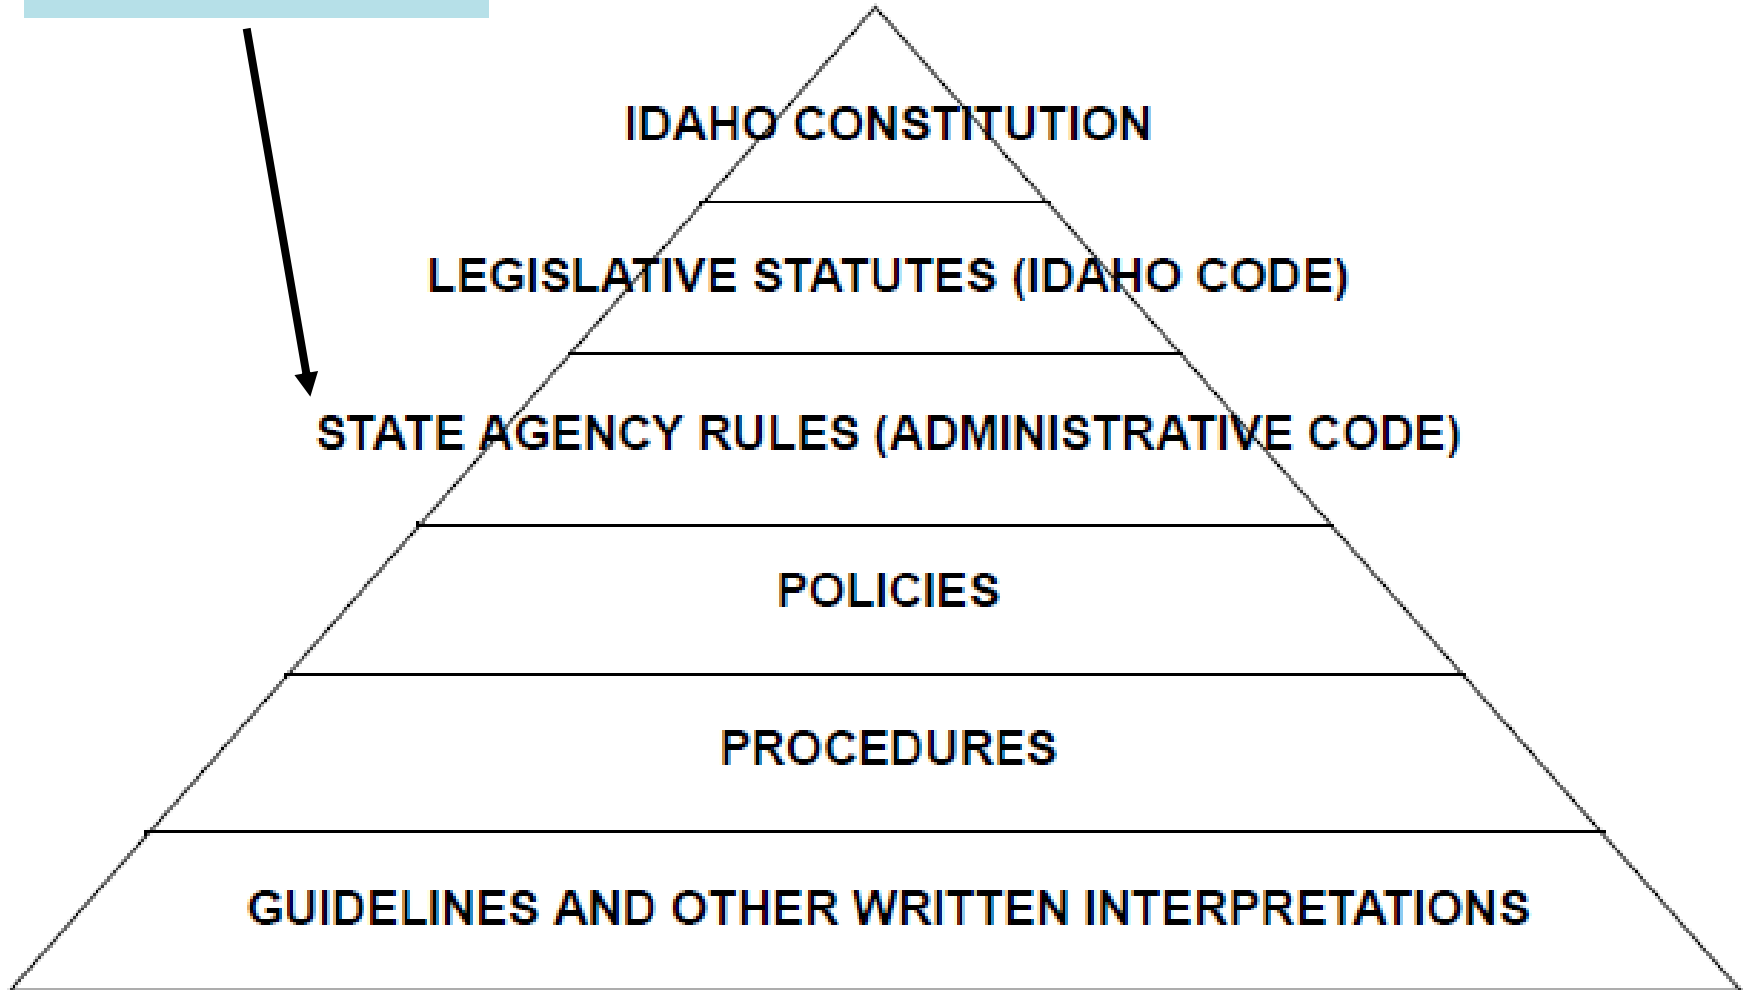 IDAHO CONSTITUTION
LEGISLATIVE STATUTES (IDAHO CODE)
STATE AGENCY RULES (ADMINISTRATIVE CODE)
POLICIES
PROCEDURES
GUIDELINES AND OTHER WRITTEN INTERPRETATIONS